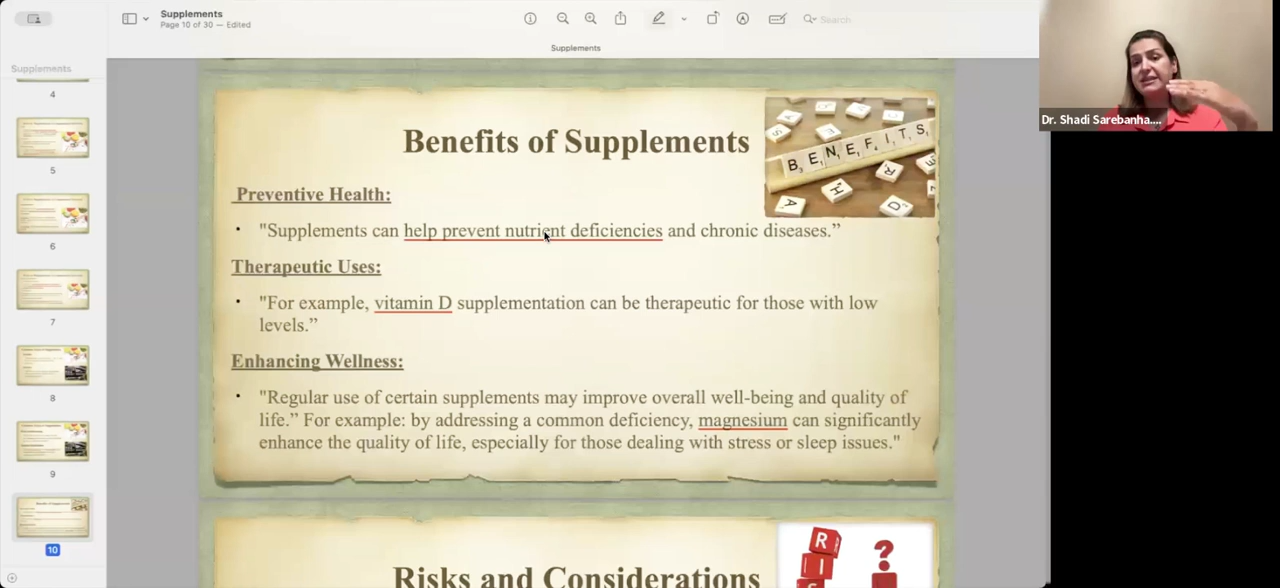 Supplements
Page 10 of 30 — Edited
Search
Supplements
Supplements
4
5
6
7
8
9
10
Benefits of Supplements
BENEFITS
Preventive Health:
• "Supplements can help prevent nutrient deficiencies and chronic diseases.”
Therapeutic Uses:
• "For example, vitamin D supplementation can be therapeutic for those with low
levels.”
Enhancing Wellness:
• "Regular use of certain supplements may improve overall well-being and quality of
life.” For example: by addressing a common deficiency, magnesium can significantly
enhance the quality of life, especially for those dealing with stress or sleep issues."
Risks and Considerations
Dr. Shadi Sarebanha....